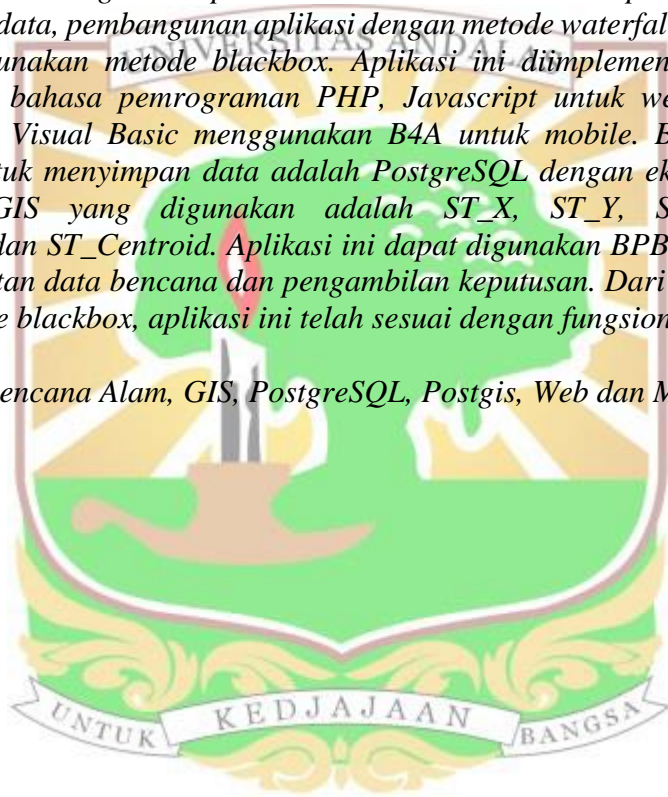 data, pembangunan aplikasi dengan metode waterfal
UNIVERSITAS ANDALAS
unakan metode blackbox. Aplikasi ini diimplemen
bahasa pemrograman PHP, Javascript untuk we
Visual Basic menggunakan B4A untuk mobile. B
tuk menyimpan data adalah PostgreSQL dengan ek
GIS yang digunakan adalah ST_X, ST_Y, S
dan ST_Centroid. Aplikasi ini dapat digunakan BPB
tan data bencana dan pengambilan keputusan. Dari
e blackbox, aplikasi ini telah sesuai dengan fungsion
encana Alam, GIS, PostgreSQL, Postgis, Web dan M
UNTUK KEDJAJAAN BANGSA